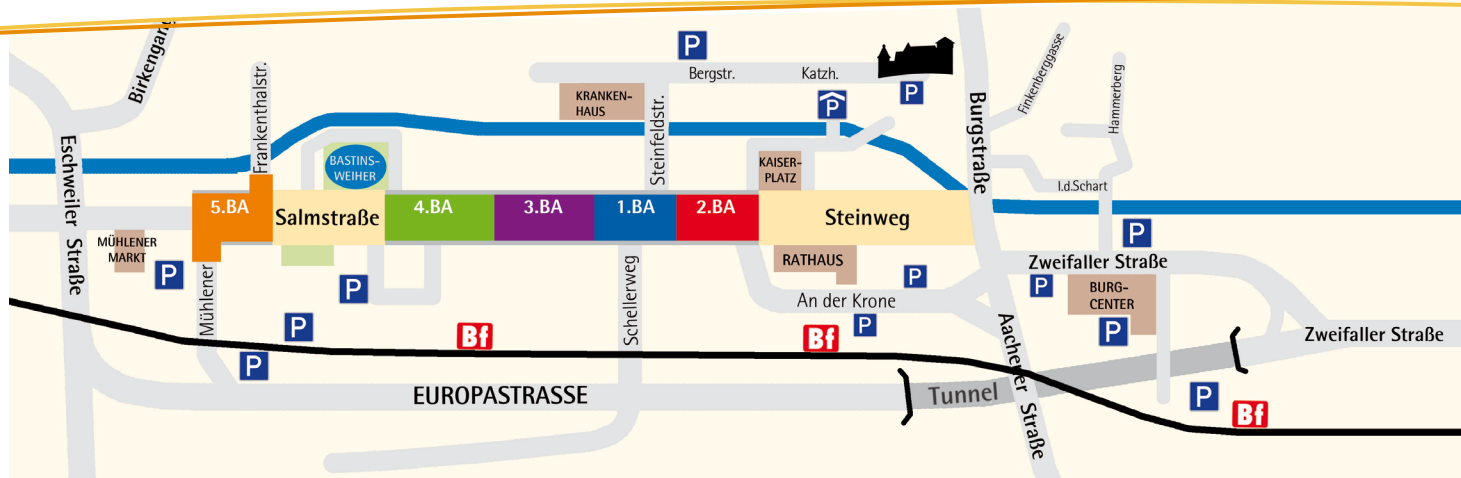 Birkengang
P
Bergstr.
Katzh.
P
P
Finkenberggasse
Hammerberg
Burgstraße
KRANKEN-
HAUS
Steinfeldstr.
Frankenthalstr.
Eschweiler Straße
BASTINS-
WEIHER
KAISER-
PLATZ
I.d.Schart
5.BA
Salmstraße
4.BA
3.BA
1.BA
2.BA
Steinweg
MÜHLENER
MARKT
P
P
RATHAUS
P
P
Zweifaller Straße
P
BURG-
CENTER
P
Mühlener
Schellerweg
An der Krone
P
P
P
Bf
Bf
Aachener Straße
Zweifaller Straße
EUROPASTRASSE
Tunnel
P
Bf